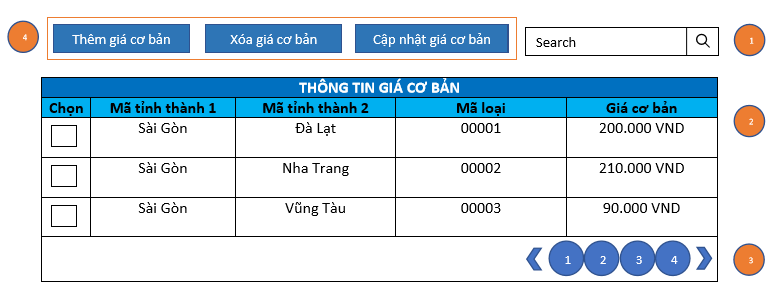 4 Thêm giá cơ bản Xóa giá cơ bản Cập nhật giá cơ bản Search 1
THÔNG TIN GIÁ CƠ BẢN
Chọn Mã tỉnh thành 1 Mã tỉnh thành 2 Mã loại Giá cơ bản 2
Sài Gòn Đà Lạt 00001 200.000 VND
Sài Gòn Nha Trang 00002 210.000 VND
Sài Gòn Vũng Tàu 00003 90.000 VND
1 2 3 4 3